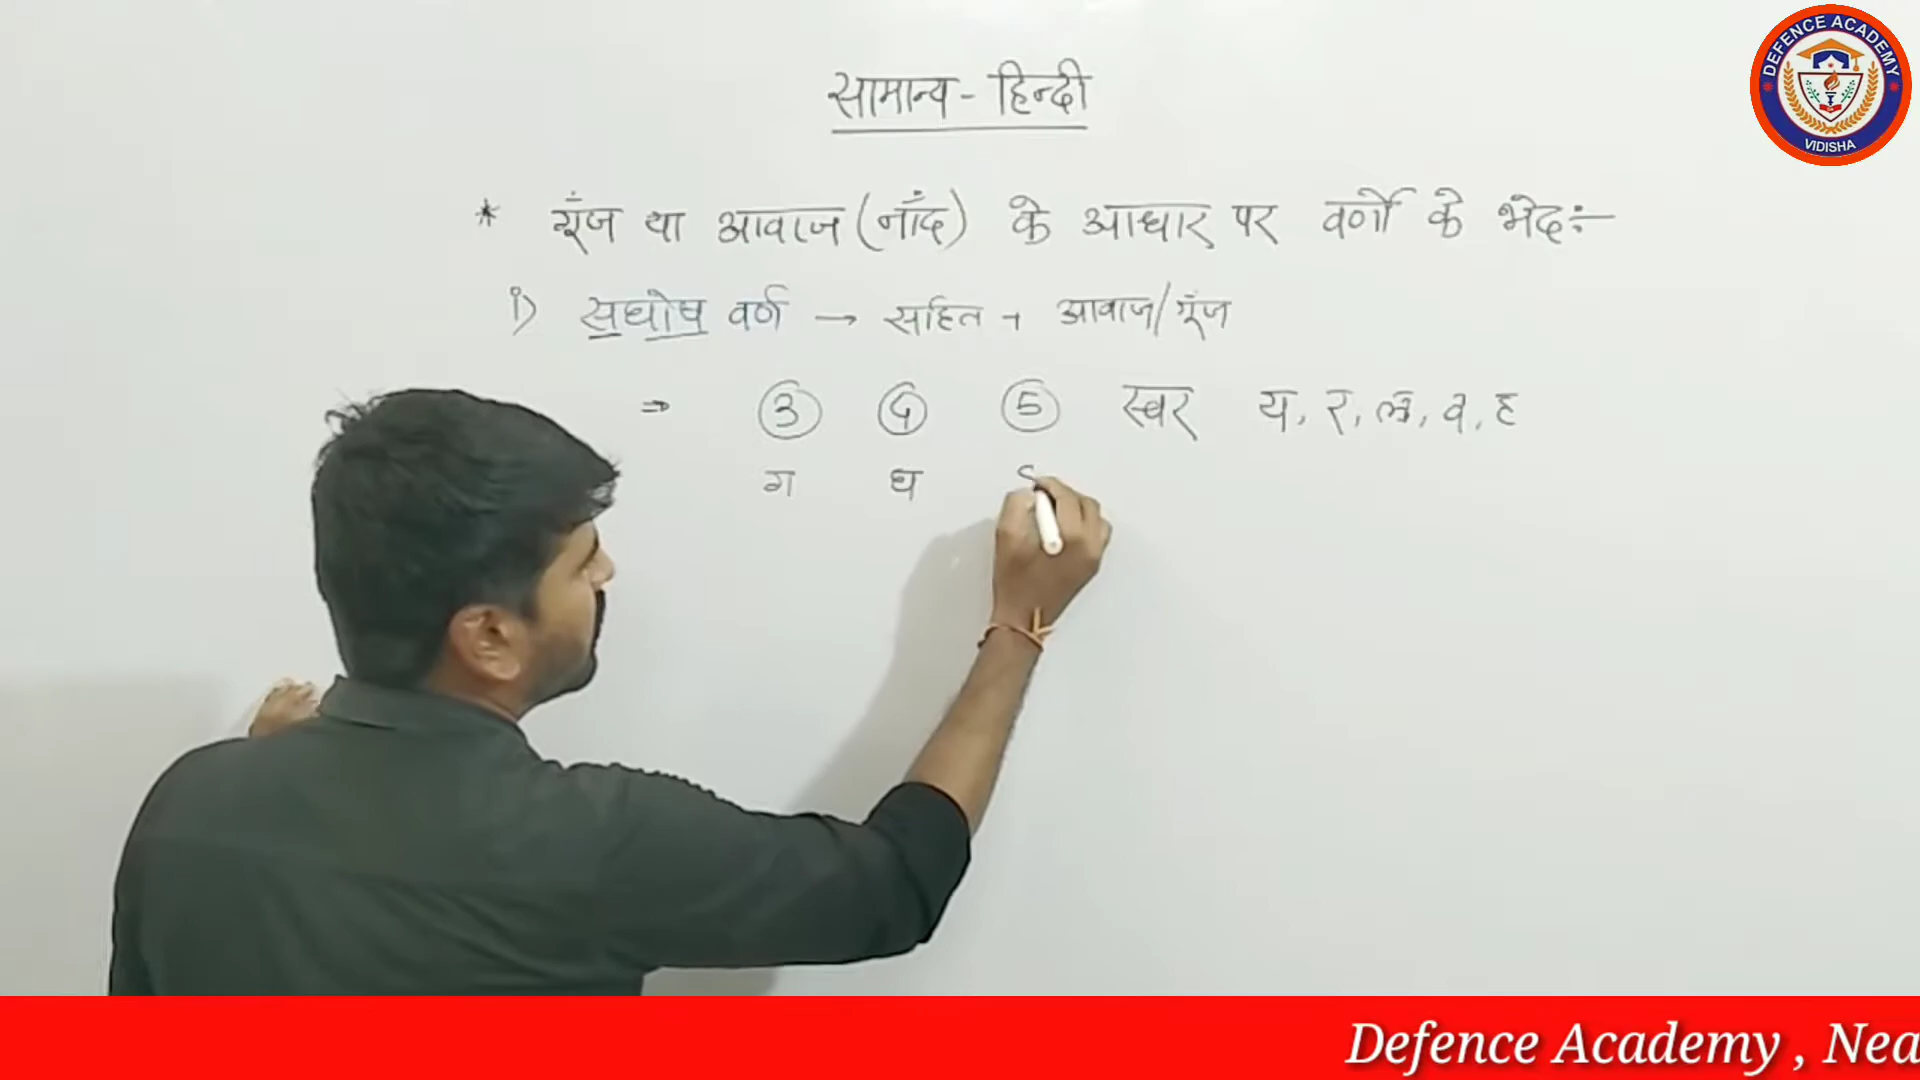 DEFENCE ACADEMY
VIDISHA
सामान्य - हिन्दी
* गूँज या आवाज (नाँद) के आधार पर वर्णों के भेद :-
i) सघोष वर्ण → सहित + आवाज/गूँज
⇒ ③ ④ ⑤ स्वर य, र, ल, व, ह
ग घ
Defence Academy , Nea